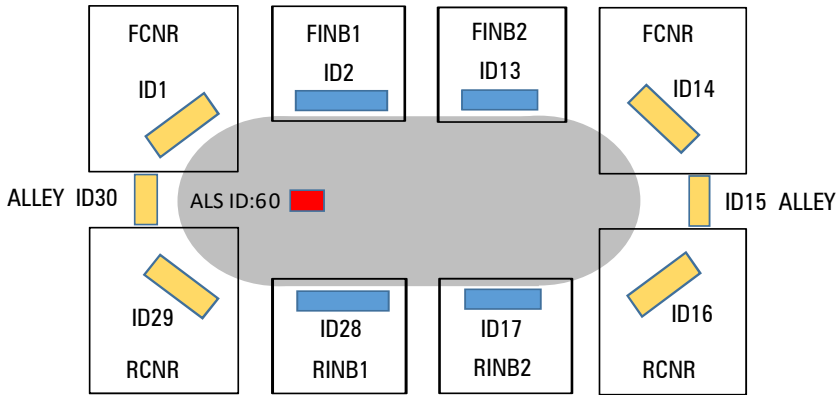 FCNR
FINB1
FINB2
FCNR
ID1
ID2
ID13
ID14
ALLEY ID30
ALS ID:60
ID15 ALLEY
ID29
ID28
ID17
ID16
RCNR
RINB1
RINB2
RCNR